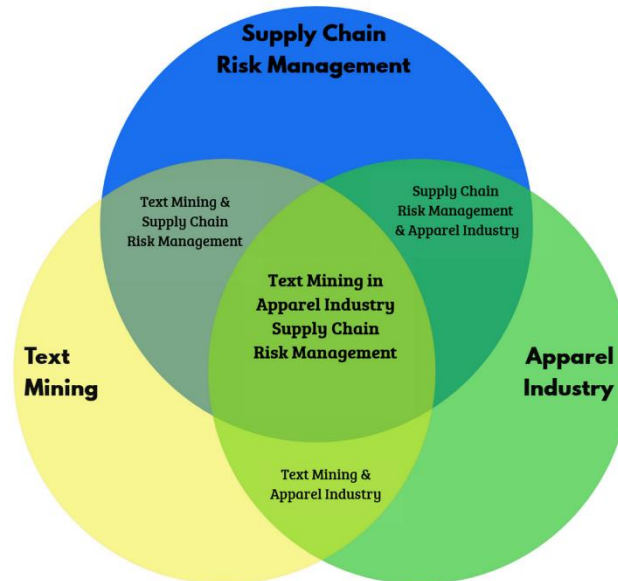 Supply Chain
Risk Management
Text Mining &
Supply Chain
Risk Management
Supply Chain
Risk Management
& Apparel Industry
Text Mining in
Apparel Industry
Supply Chain
Risk Management
Text
Mining
Apparel
Industry
Text Mining &
Apparel Industry